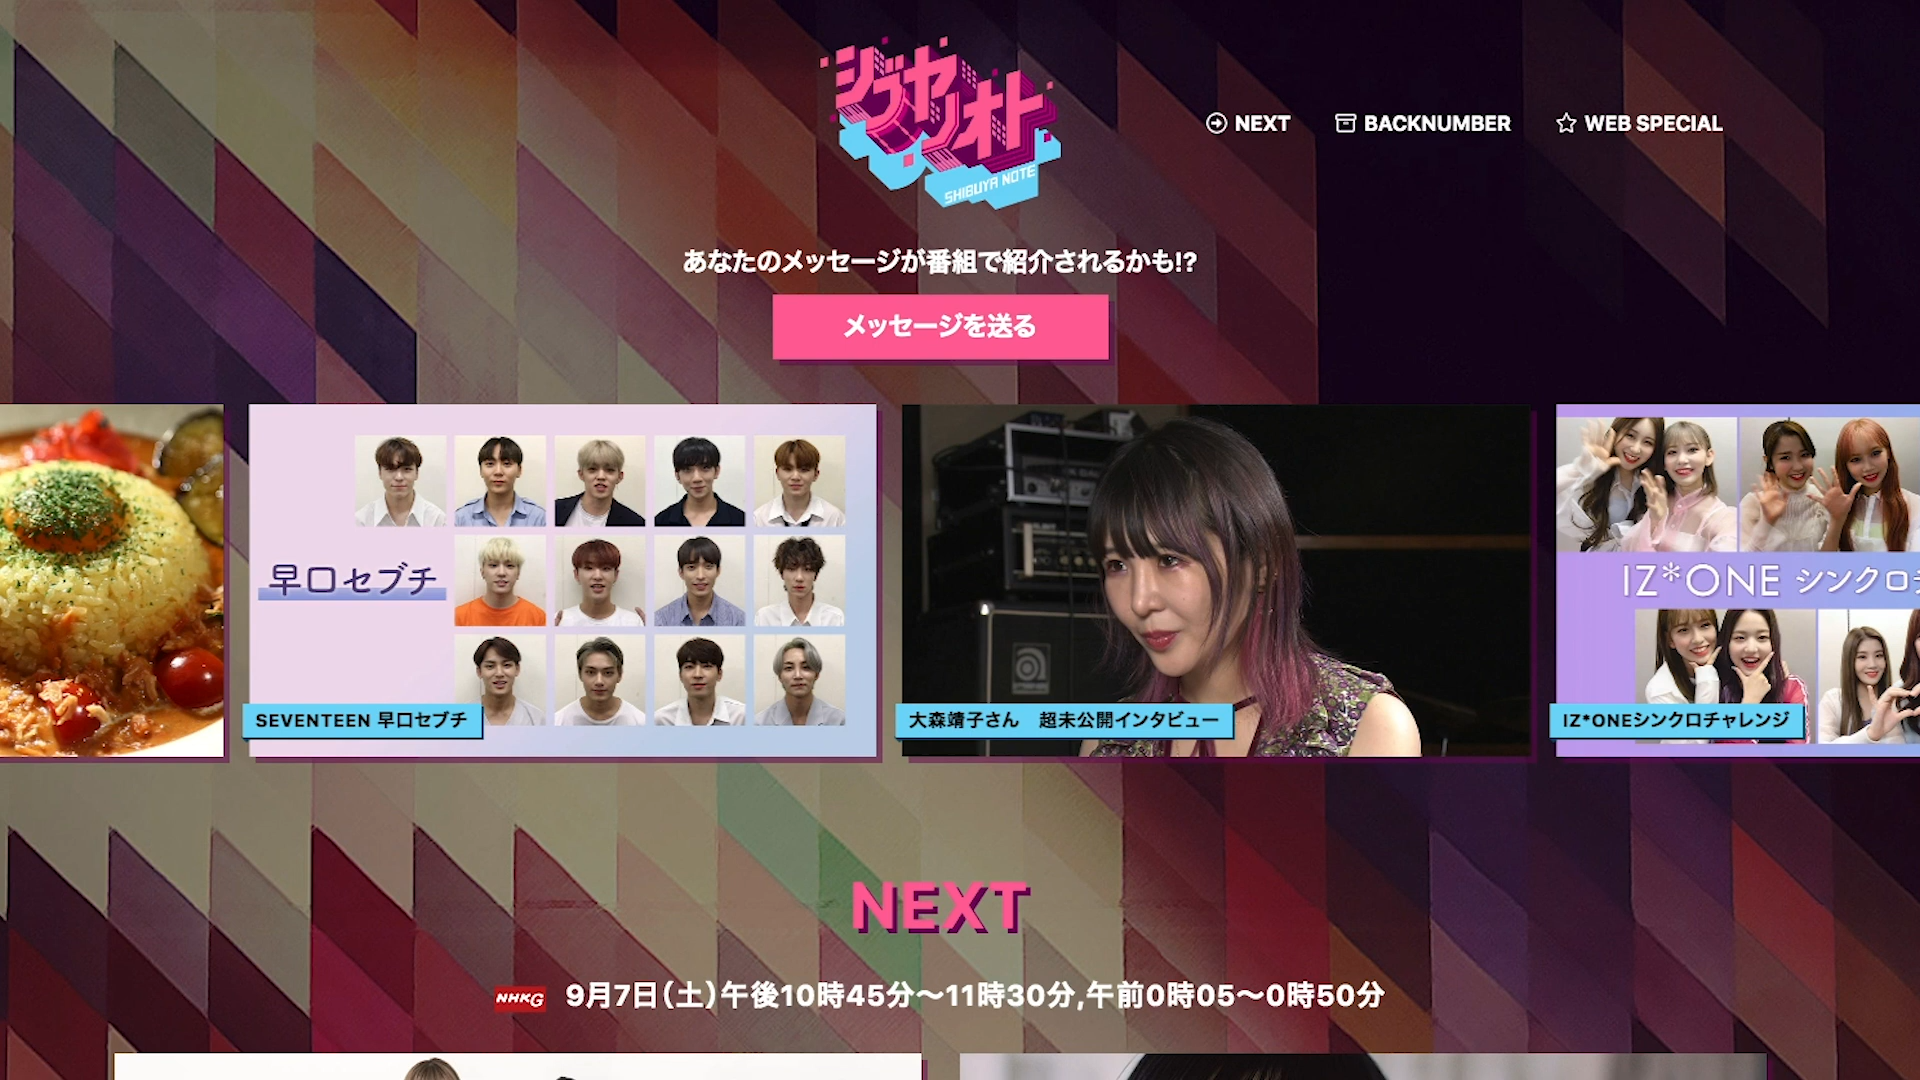 シブヤノオト
SHIBUYA NOTE
NEXT
BACKNUMBER
WEB SPECIAL
あなたのメッセージが番組で紹介されるかも!?
メッセージを送る
早口セブチ
SEVENTEEN 早口セブチ
大森靖子さん　超未公開インタビュー
IZ*ONE シンクロ
IZ*ONEシンクロチャレンジ
NEXT
NHKG 9月7日(土)午後10時45分〜11時30分,午前0時05〜0時50分